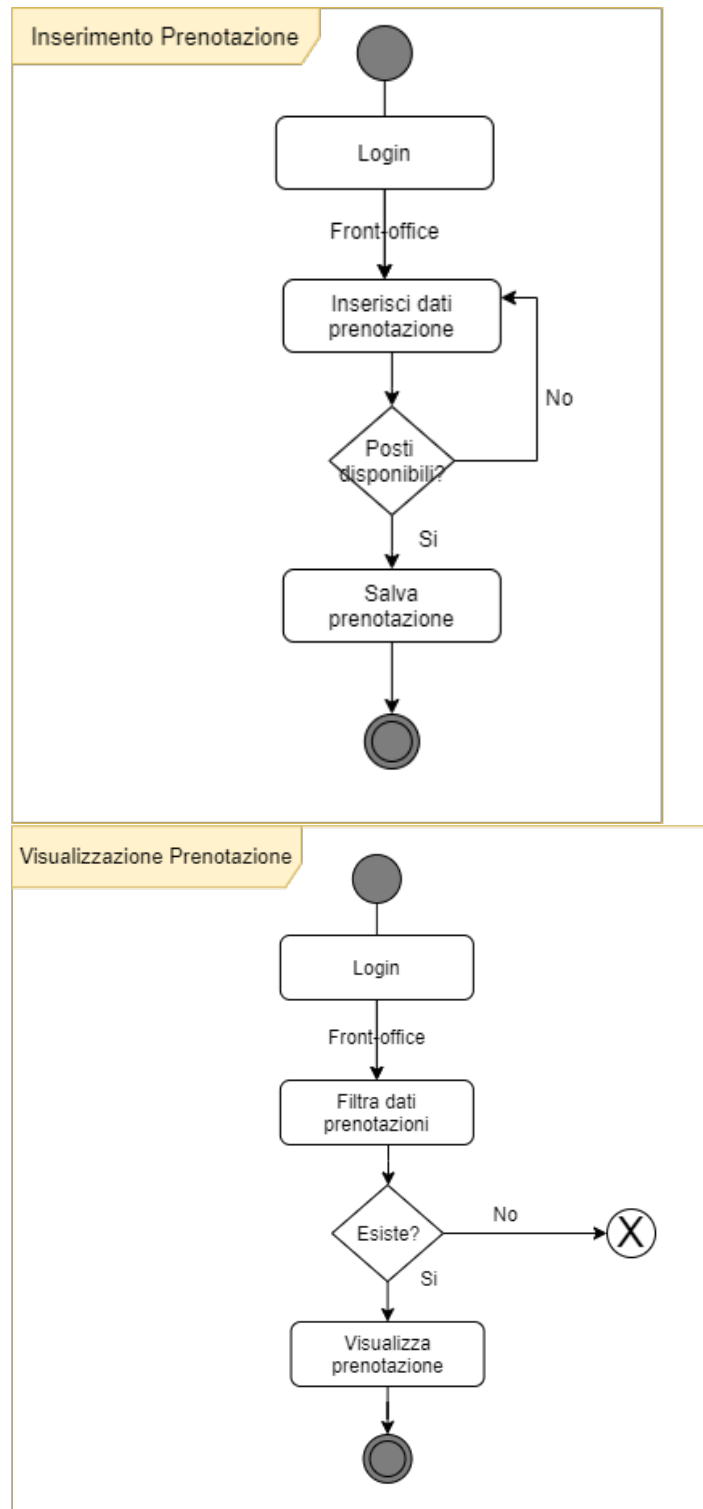 Inserimento Prenotazione
Login
Front-office
Inserisci dati
prenotazione
No
Posti
disponibili?
Si
Salva
prenotazione
Visualizzazione Prenotazione
Login
Front-office
Filtra dati
prenotazioni
No
X
Esiste?
Si
Visualizza
prenotazione